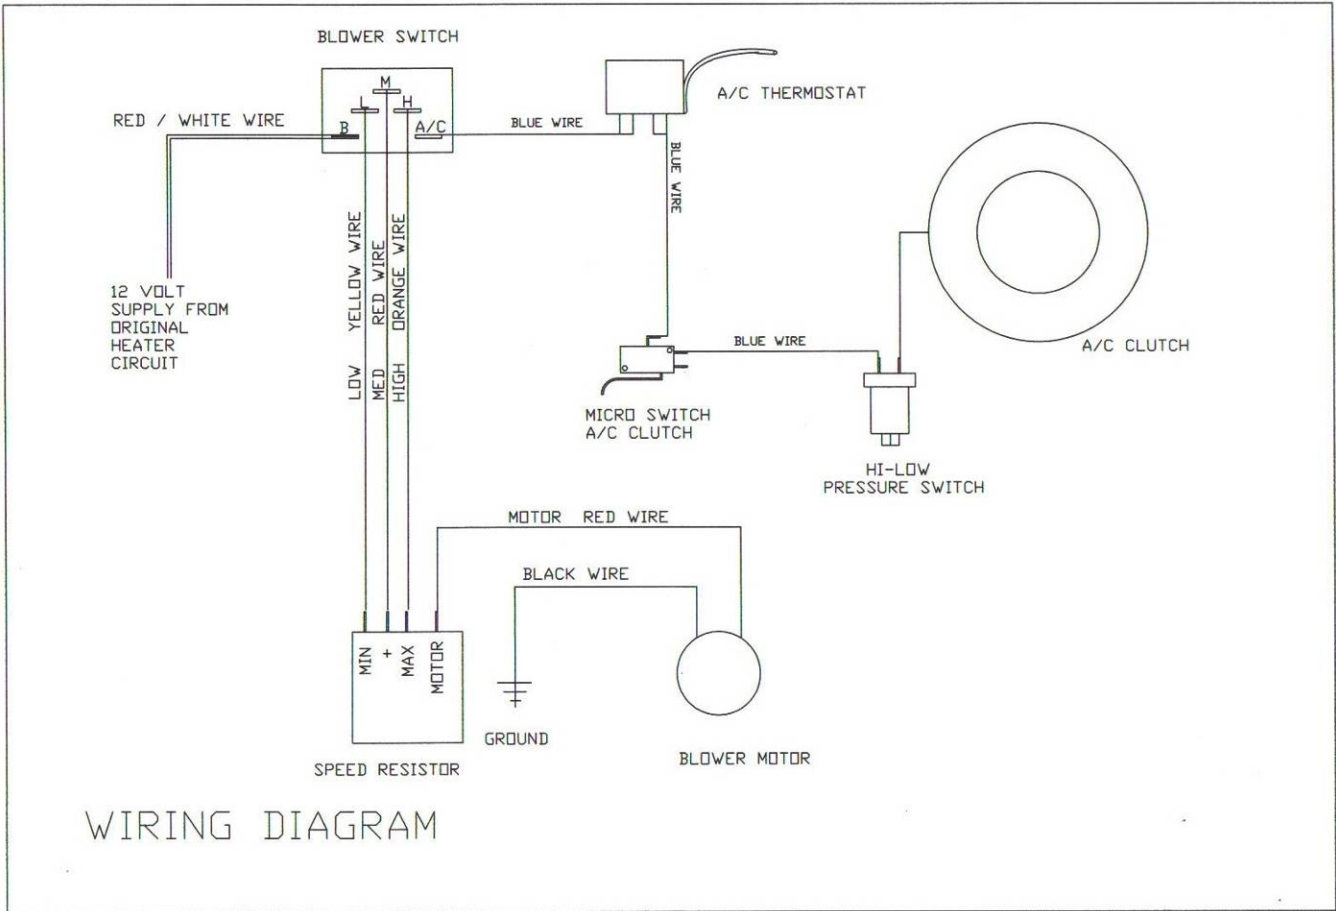 BLOWER SWITCH
M
L
H
B
A/C
RED / WHITE WIRE
BLUE WIRE
A/C THERMOSTAT
BLUE WIRE
12 VOLT
SUPPLY FROM
ORIGINAL
HEATER
CIRCUIT
LOW YELLOW WIRE
MED RED WIRE
HIGH ORANGE WIRE
BLUE WIRE
A/C CLUTCH
MICRO SWITCH
A/C CLUTCH
HI-LOW
PRESSURE SWITCH
MOTOR RED WIRE
BLACK WIRE
MIN
+
MAX
MOTOR
GROUND
SPEED RESISTOR
BLOWER MOTOR
WIRING DIAGRAM